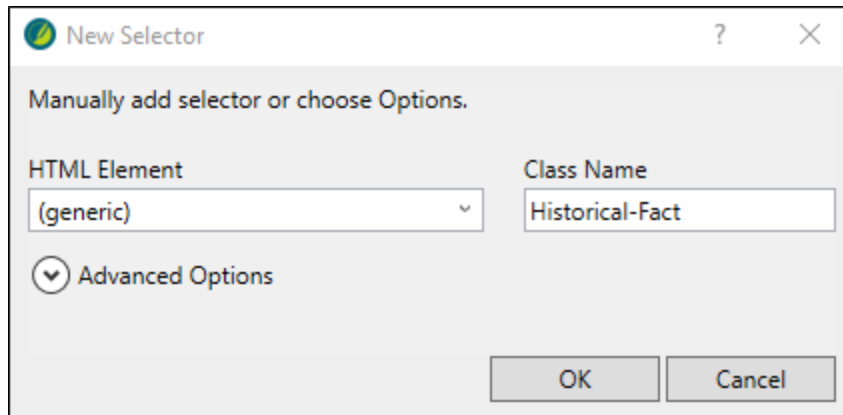 New Selector ?
Manually add selector or choose Options.
HTML Element Class Name
(generic) Historical-Fact
Advanced Options
OK Cancel